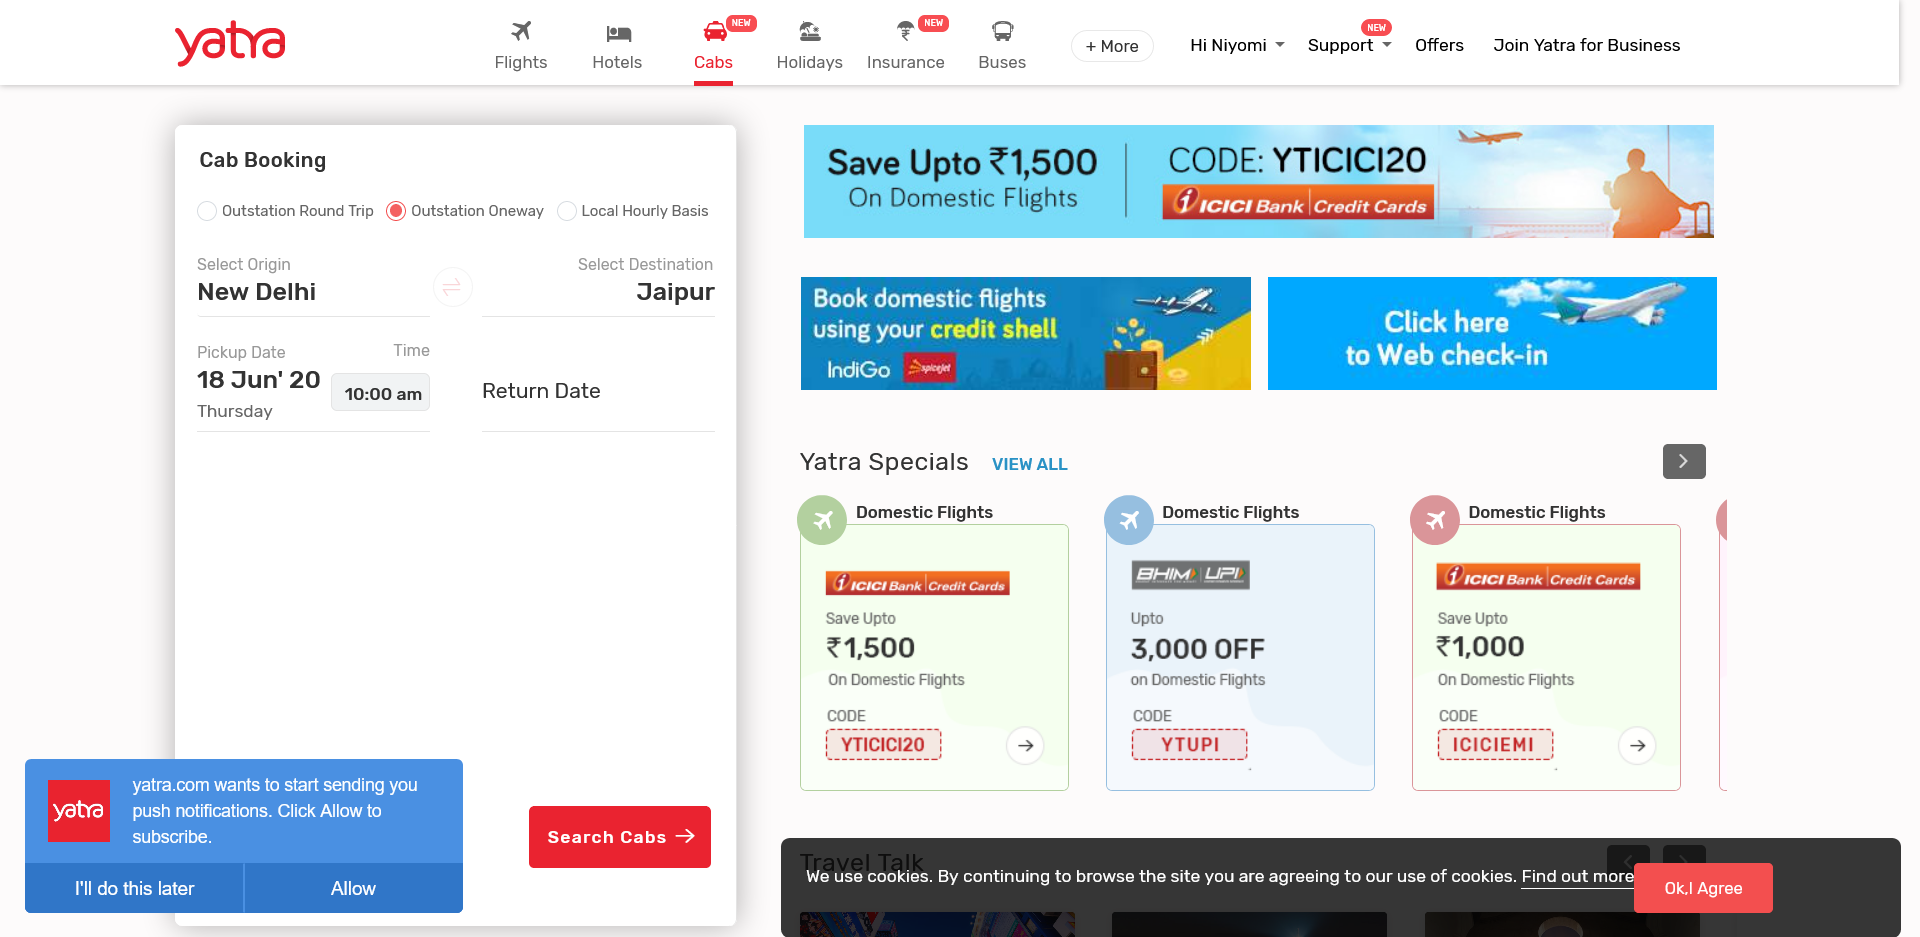 yatra
Flights
Hotels
NEW
Cabs
Holidays
NEW
Insurance
Buses
+ More
Hi Niyomi
NEW
Support
Offers
Join Yatra for Business
Cab Booking
Outstation Round Trip
Outstation Oneway
Local Hourly Basis
Select Origin
New Delhi
Select Destination
Jaipur
Pickup Date
18 Jun' 20
Thursday
Time
10:00 am
Return Date
Search Cabs
Save Upto ₹1,500
On Domestic Flights
CODE: YTICICI20
ICICI Bank Credit Cards
Book domestic flights
using your credit shell
IndiGo
spicejet
Click here
to Web check-in
Yatra Specials
VIEW ALL
Domestic Flights
ICICI Bank Credit Cards
Save Upto
₹1,500
On Domestic Flights
CODE
YTICICI20
Domestic Flights
BHIM UPI
Upto
3,000 OFF
on Domestic Flights
CODE
YTUPI
Domestic Flights
ICICI Bank Credit Cards
Save Upto
₹1,000
On Domestic Flights
CODE
ICICIEMI
yatra
yatra.com wants to start sending you
push notifications. Click Allow to
subscribe.
I'll do this later
Allow
Travel Talk
We use cookies. By continuing to browse the site you are agreeing to our use of cookies. Find out more
Ok,I Agree